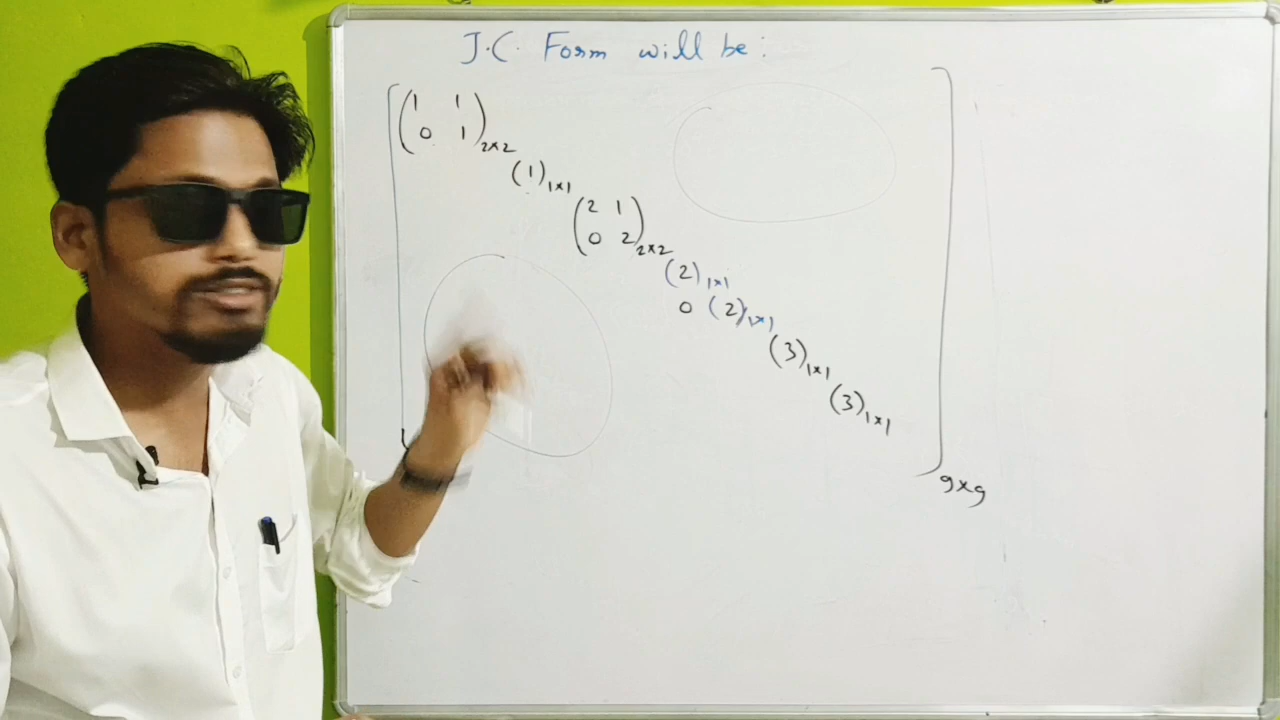 J.C. Form will be:
1 1
0 1 2×2
(1) 1×1
2 1
0 2 2×2
(2) 1×1
0 (2) 1×1
(3) 1×1
(3) 1×1
9×9